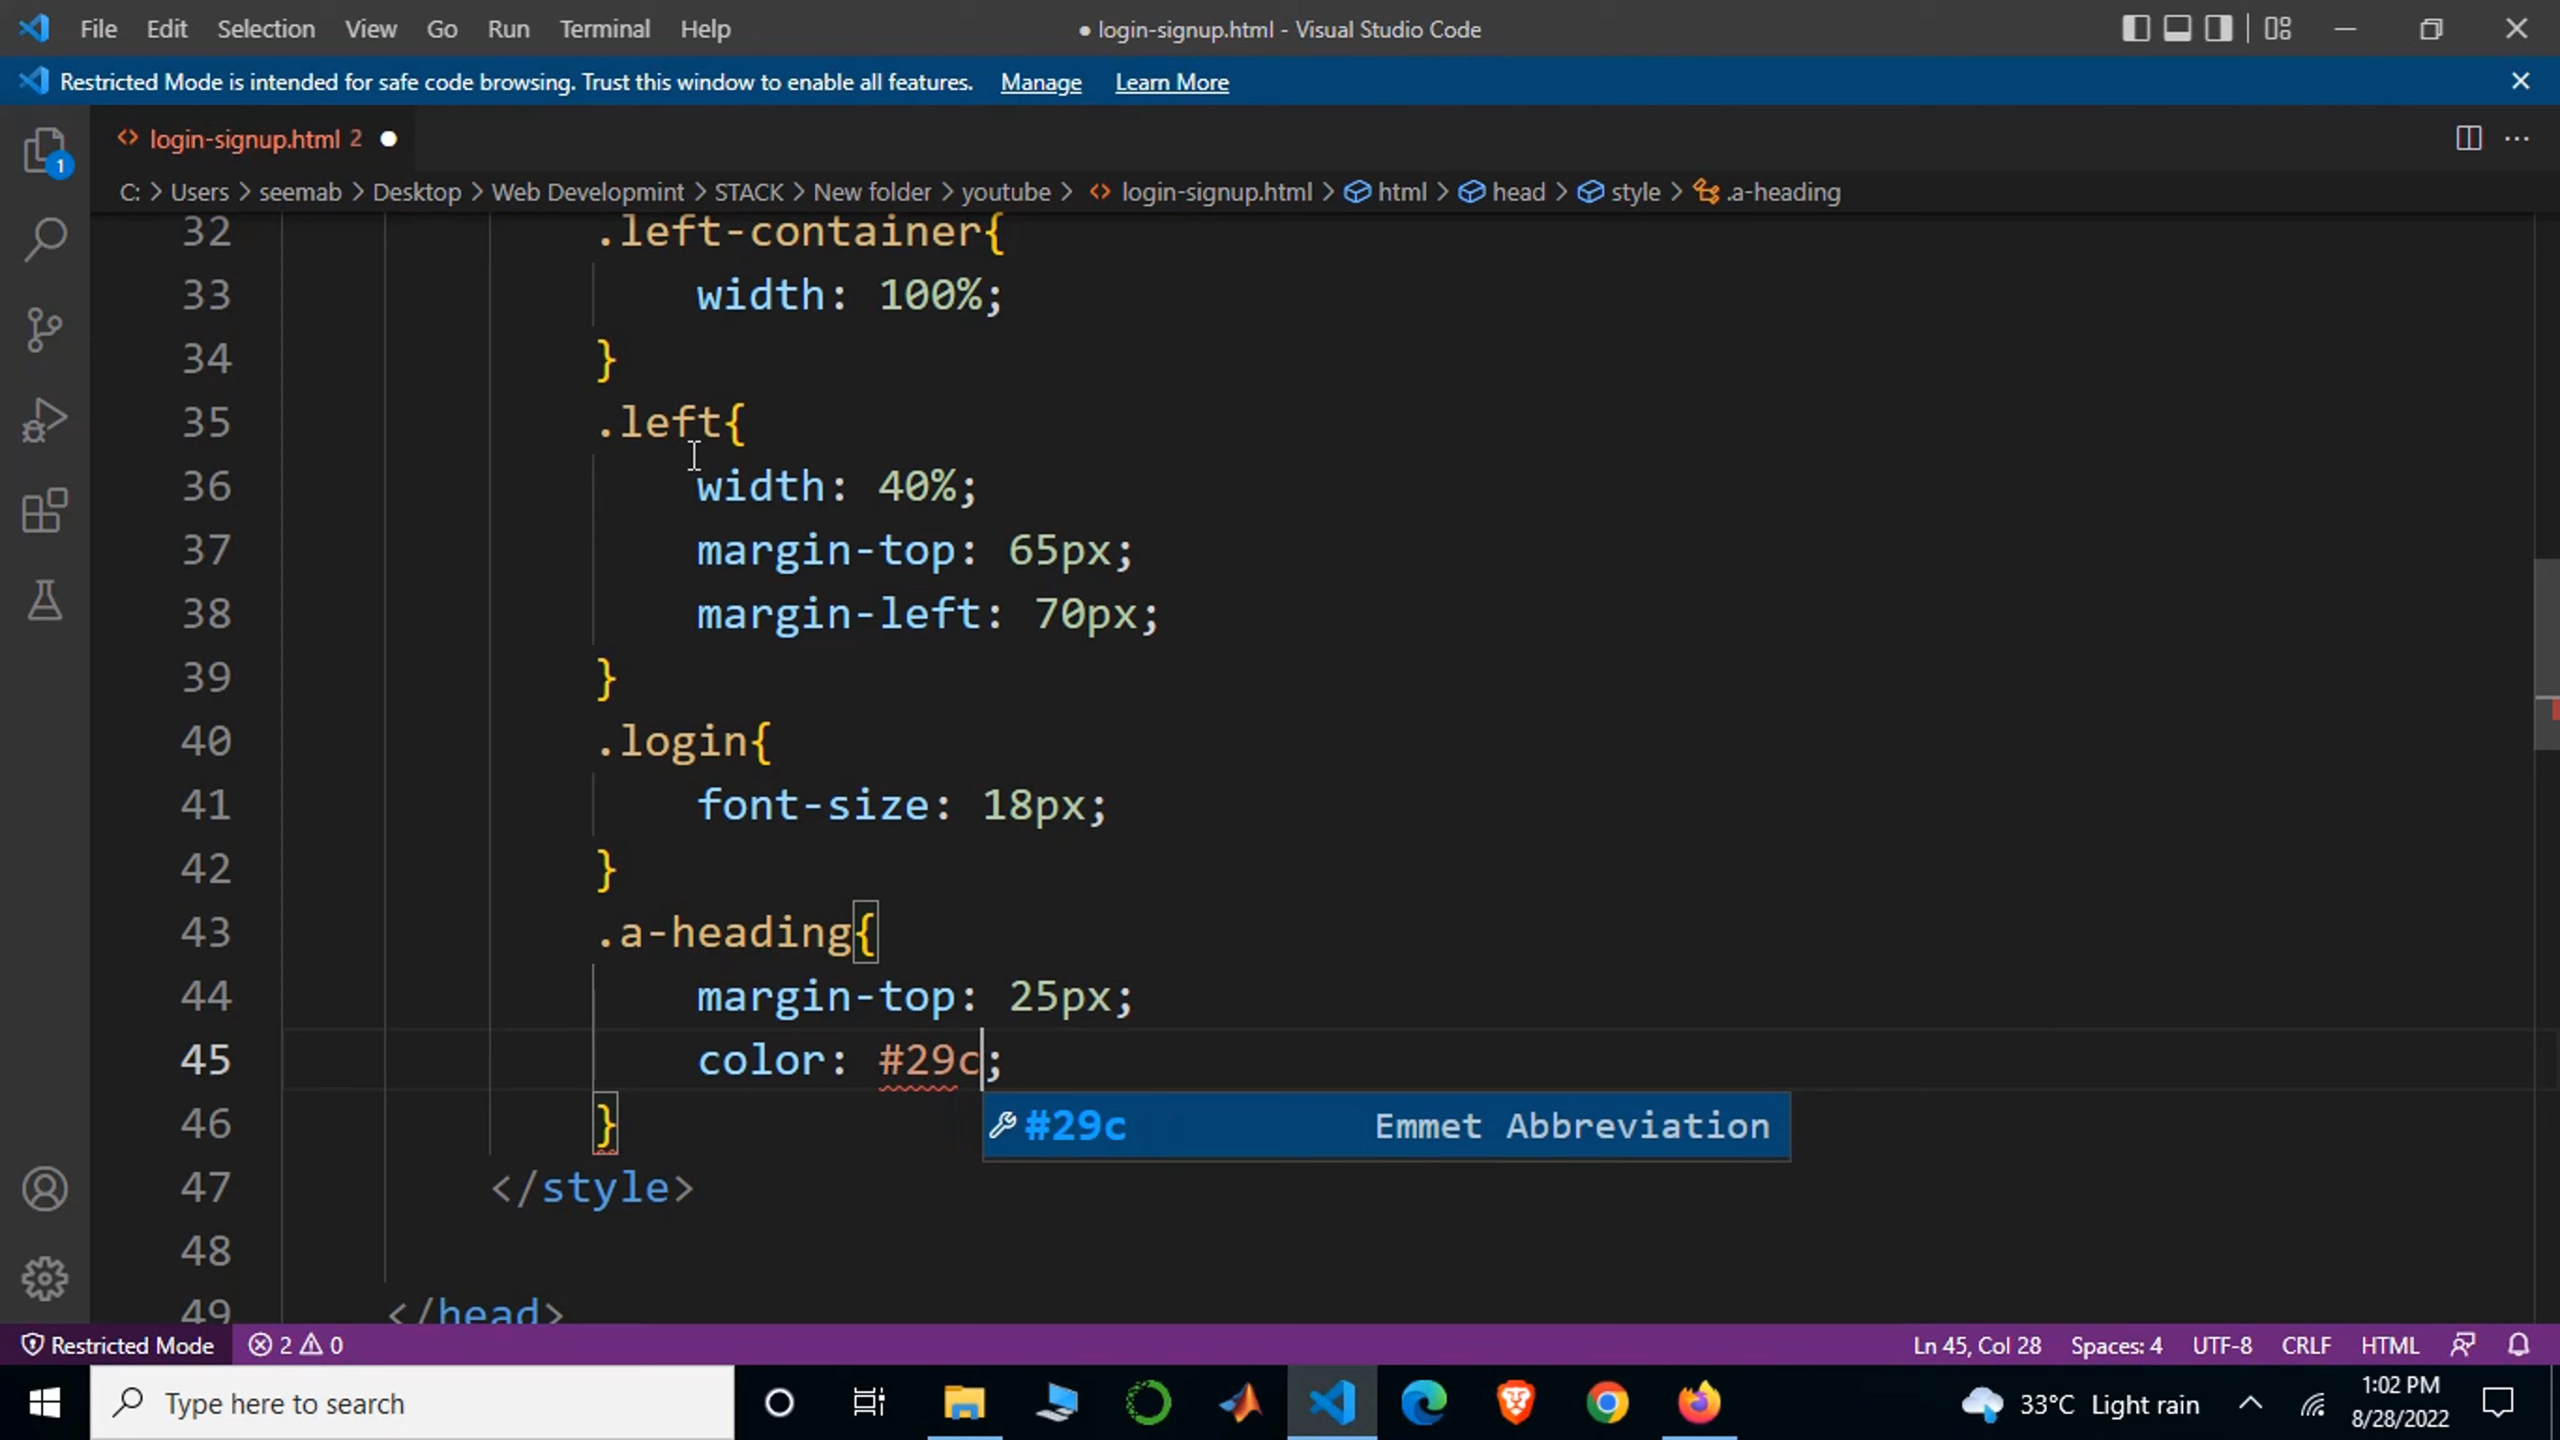 File Edit Selection View Go Run Terminal Help ● login-signup.html - Visual Studio Code
Restricted Mode is intended for safe code browsing. Trust this window to enable all features. Manage Learn More
login-signup.html 2
1
C: > Users > seemab > Desktop > Web Developmint > STACK > New folder > youtube > login-signup.html > html > head > style > .a-heading
32 .left-container{
33 width: 100%;
34 }
35 .left{
36 width: 40%;
37 margin-top: 65px;
38 margin-left: 70px;
39 }
40 .login{
41 font-size: 18px;
42 }
43 .a-heading{
44 margin-top: 25px;
45 color: #29c;
46 }
#29c Emmet Abbreviation
47 </style>
48
49 </head>
Restricted Mode 2 0 Ln 45, Col 28 Spaces: 4 UTF-8 CRLF HTML
Type here to search 33°C Light rain 1:02 PM
8/28/2022